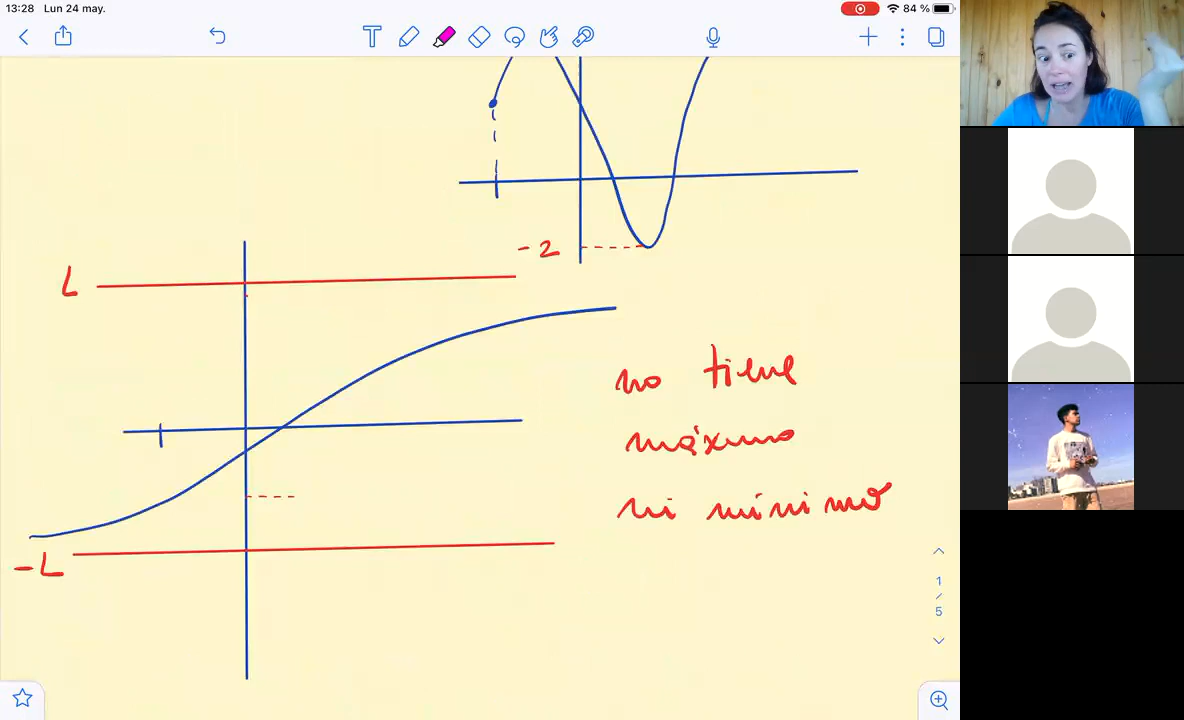 13:28 Lun 24 may.
84 %
T
-2
L
no tiene
máximo
ni mínimo
-L
1
/
5